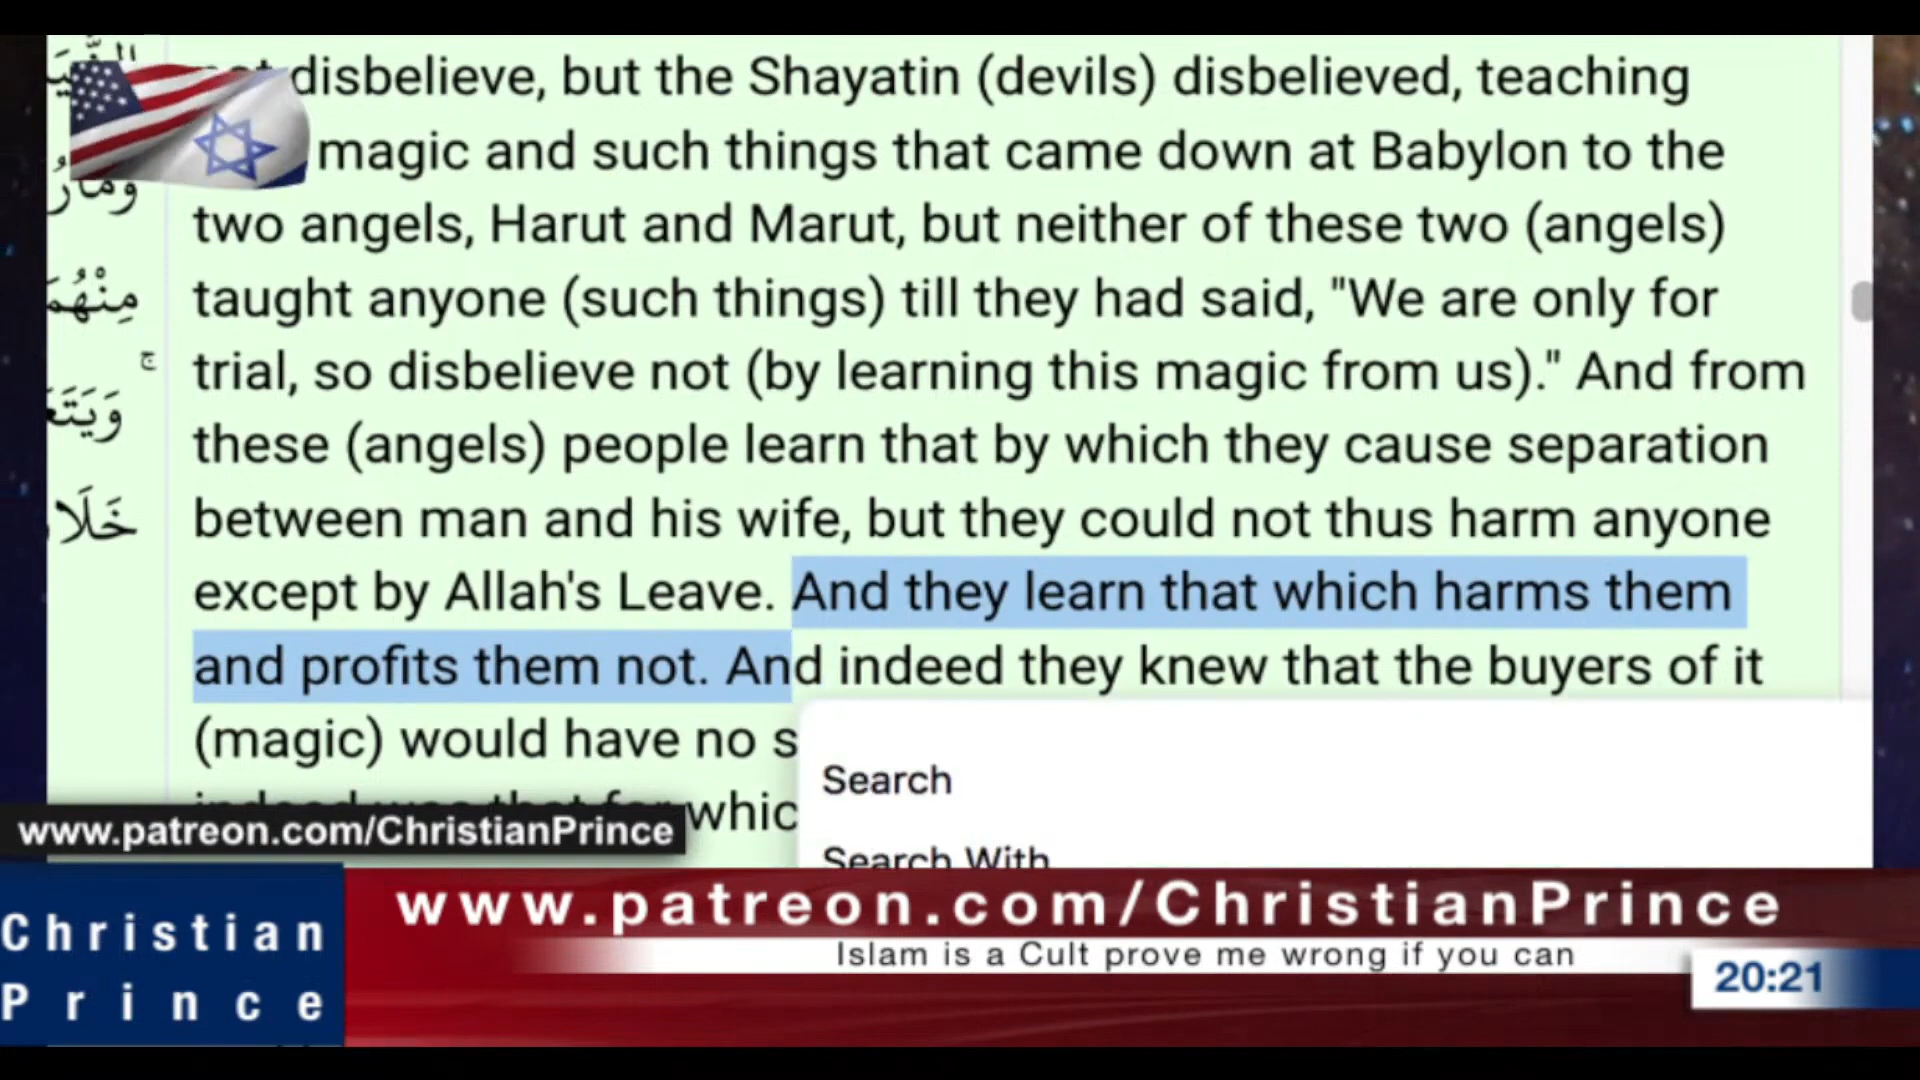 disbelieve, but the Shayatin (devils) disbelieved, teaching
magic and such things that came down at Babylon to the
two angels, Harut and Marut, but neither of these two (angels)
taught anyone (such things) till they had said, "We are only for
trial, so disbelieve not (by learning this magic from us)." And from
these (angels) people learn that by which they cause separation
between man and his wife, but they could not thus harm anyone
except by Allah's Leave. And they learn that which harms them
and profits them not. And indeed they knew that the buyers of it
(magic) would have no s
indeed was that for whic
Search
Search With
www.patreon.com/ChristianPrince
Christian
Prince
www.patreon.com/ChristianPrince
Islam is a Cult prove me wrong if you can
20:21